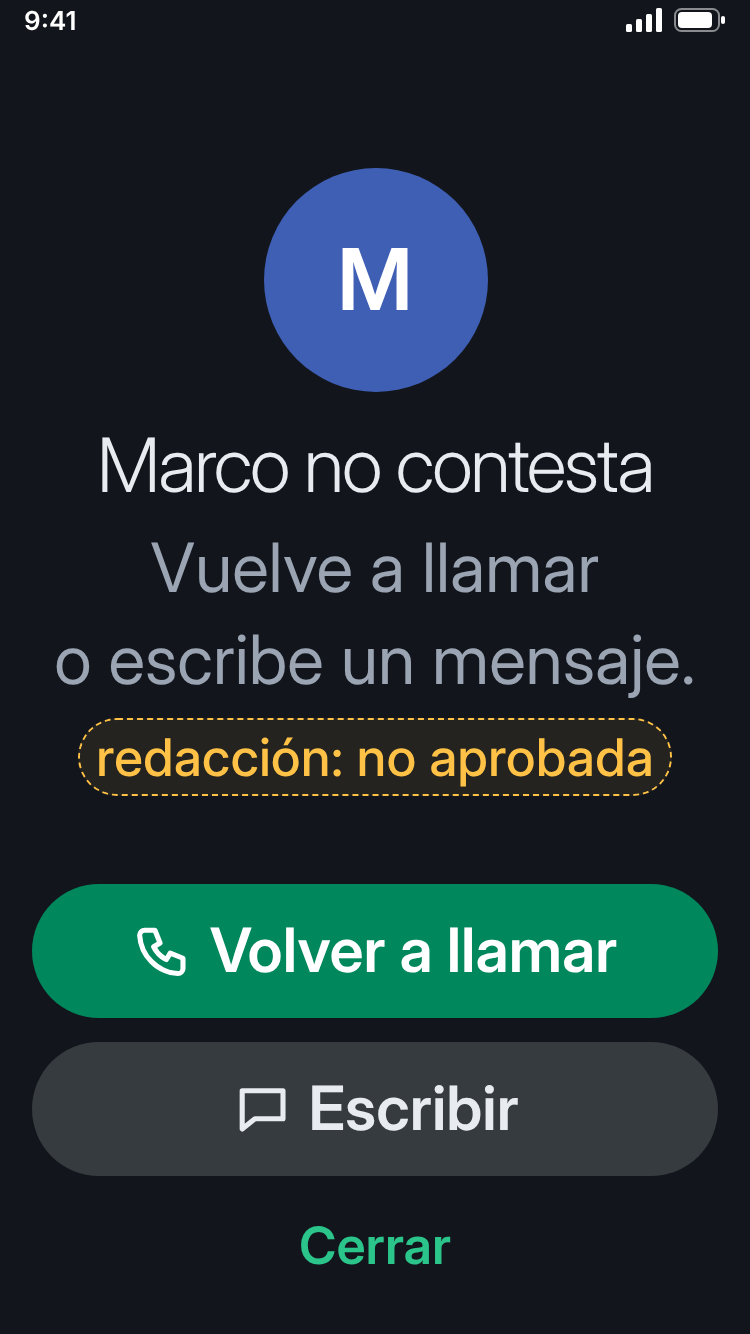 9:41
M
Marco no contesta
Vuelve a llamar
o escribe un mensaje.
redacción: no aprobada
Volver a llamar
Escribir
Cerrar